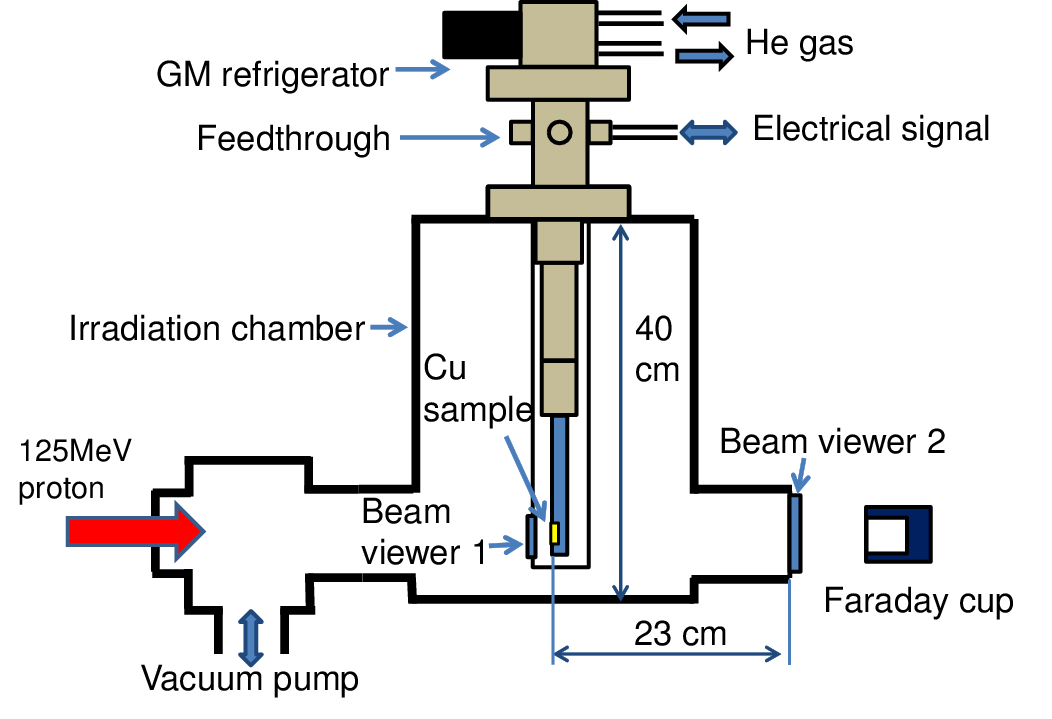 He gas
GM refrigerator
Feedthrough
Electrical signal
Irradiation chamber
40
cm
Cu
sample
125MeV
proton
Beam viewer 2
Beam
viewer 1
Faraday cup
23 cm
Vacuum pump